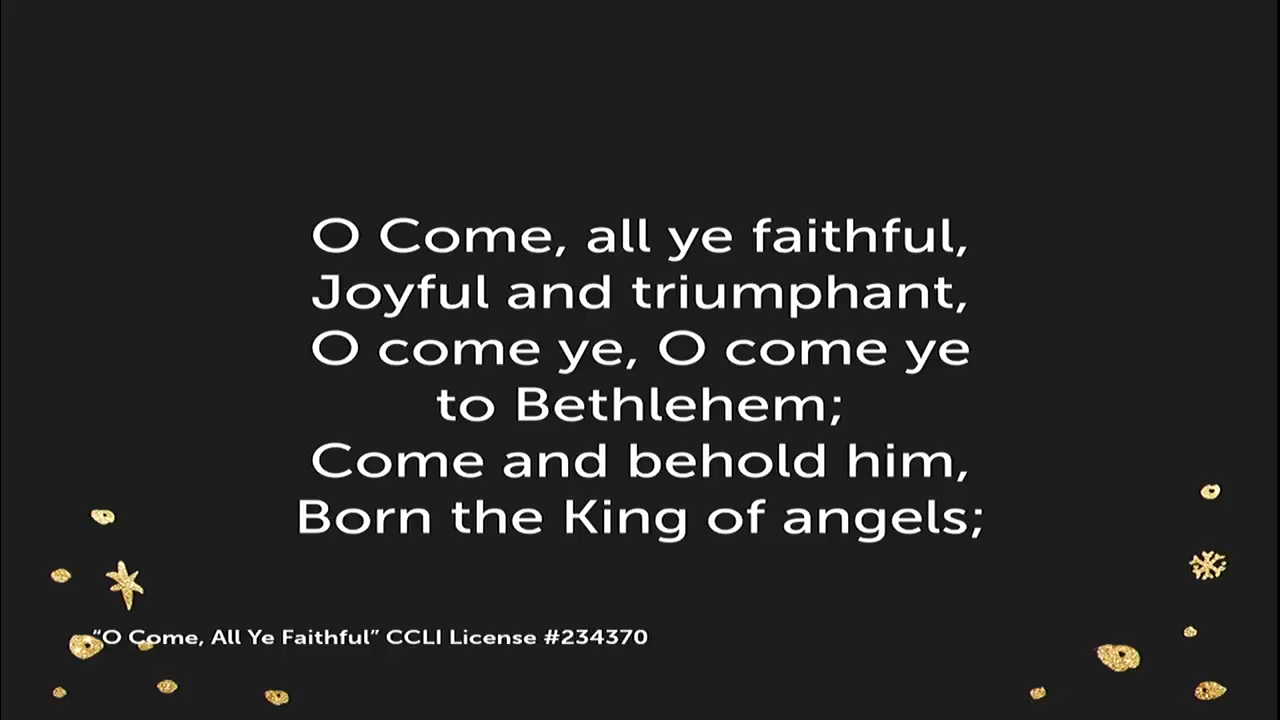 O Come, all ye faithful,
Joyful and triumphant,
O come ye, O come ye
to Bethlehem;
Come and behold him,
Born the King of angels;
“O Come, All Ye Faithful” CCLI License #234370